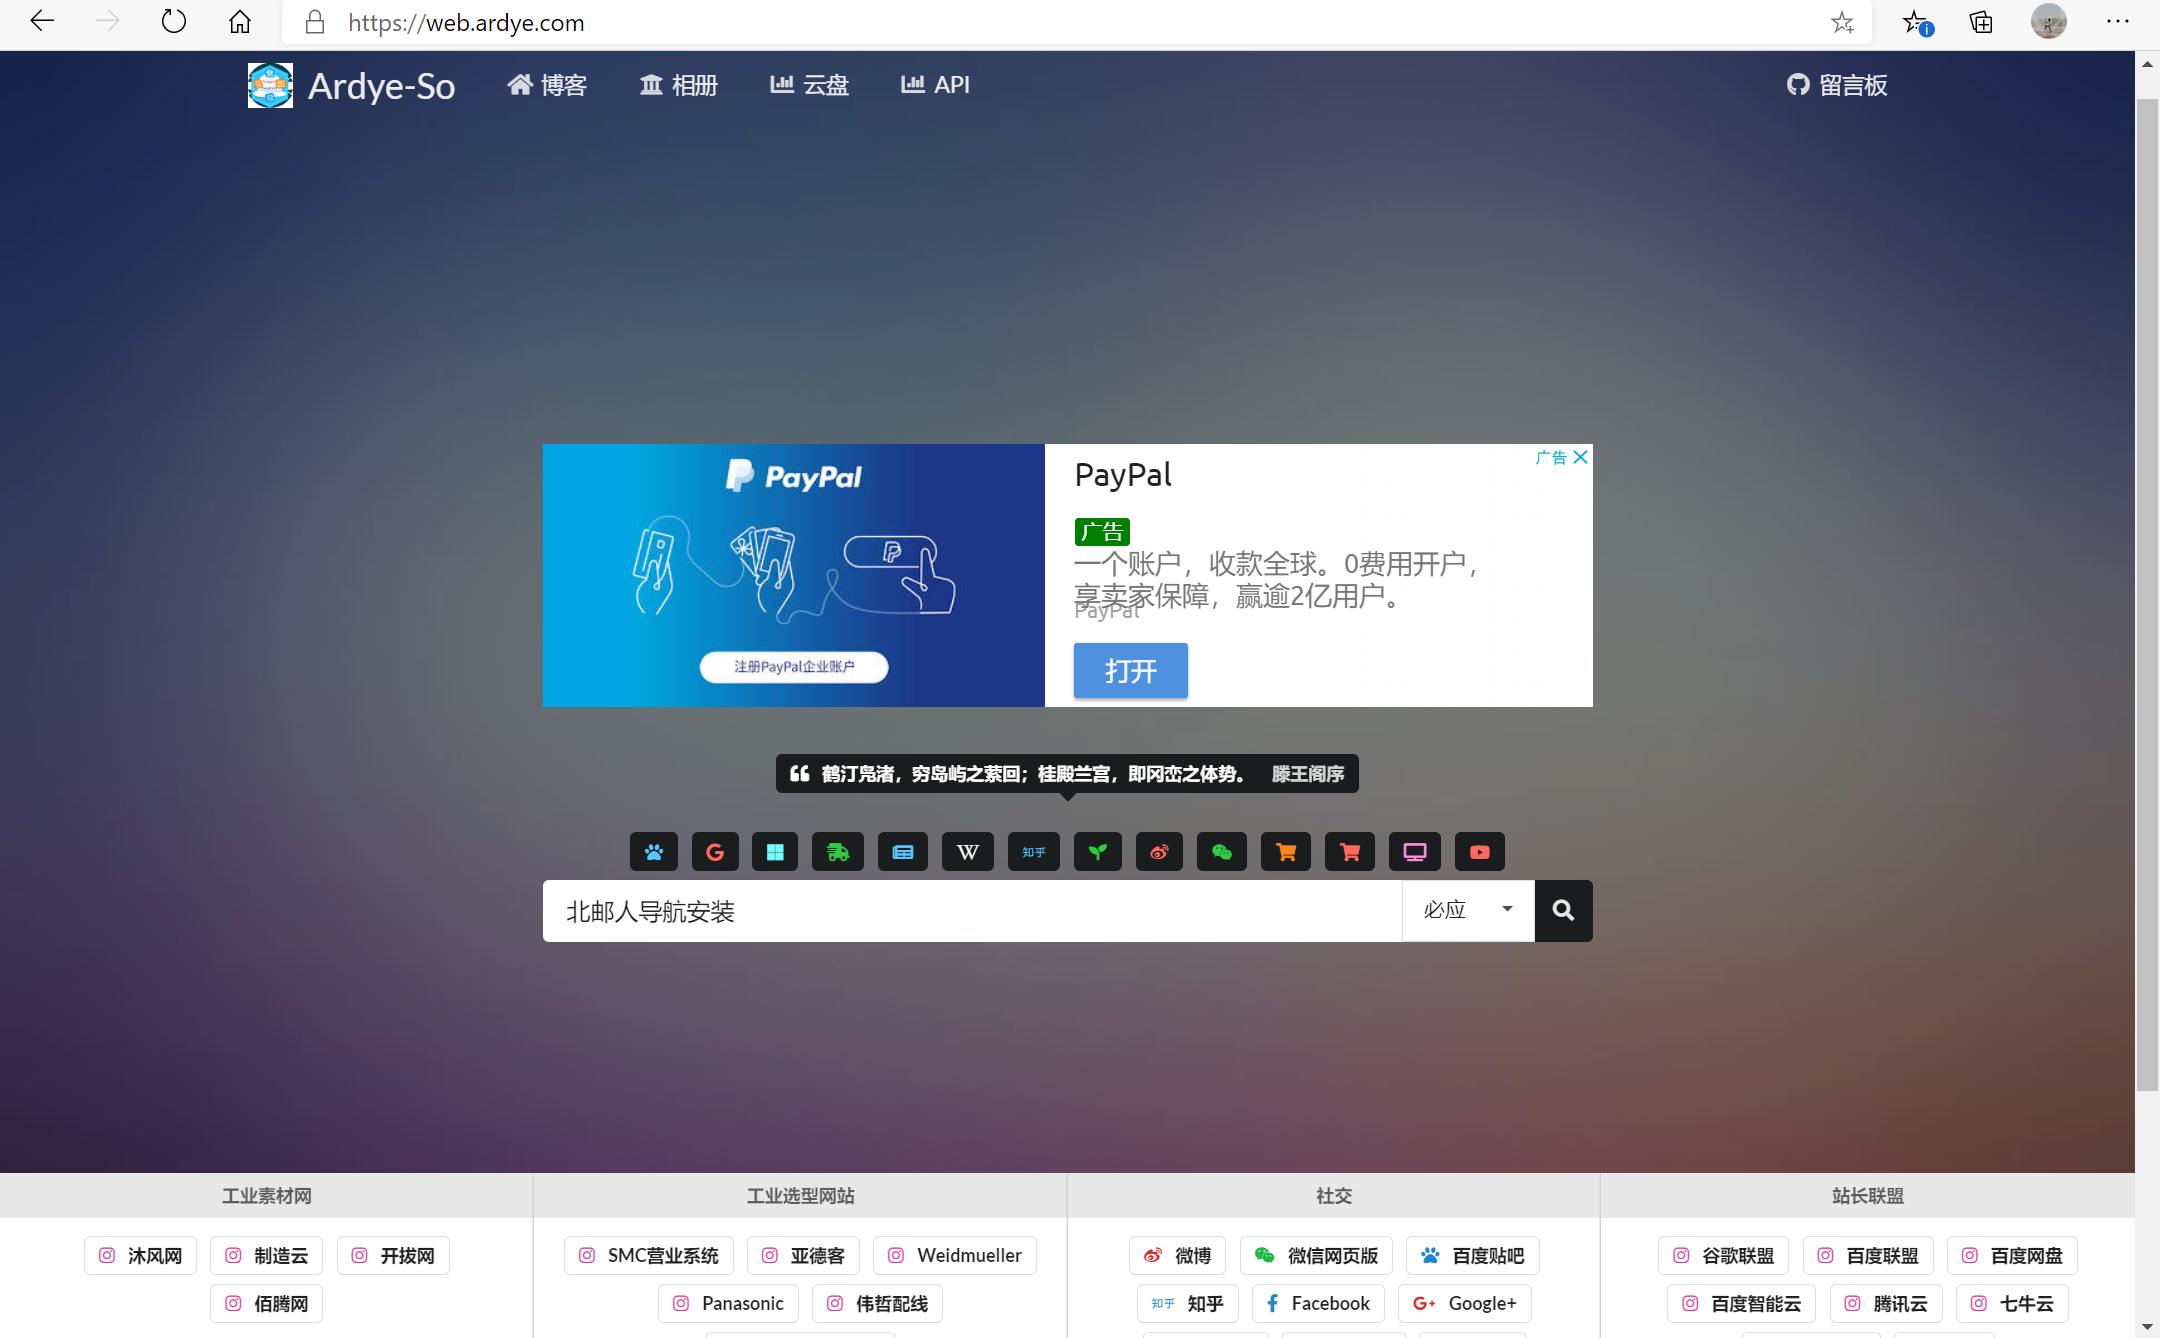 https://web.ardye.com
Ardye-So 博客 相册 云盘 API 留言板
PayPal
注册PayPal企业账户
PayPal
广告
广告
一个账户，收款全球。0费用开户，
享卖家保障，赢逾2亿用户。
PayPal
打开
鹤汀凫渚，穷岛屿之萦回；桂殿兰宫，即冈峦之体势。 滕王阁序
知乎
北邮人导航安装 必应
工业素材网 工业选型网站 社交 站长联盟
沐风网 制造云 开拔网 SMC营业系统 亚德客 Weidmueller 微博 微信网页版 百度贴吧 谷歌联盟 百度联盟 百度网盘
佰腾网 Panasonic 伟哲配线 知乎 知乎 Facebook Google+ 百度智能云 腾讯云 七牛云